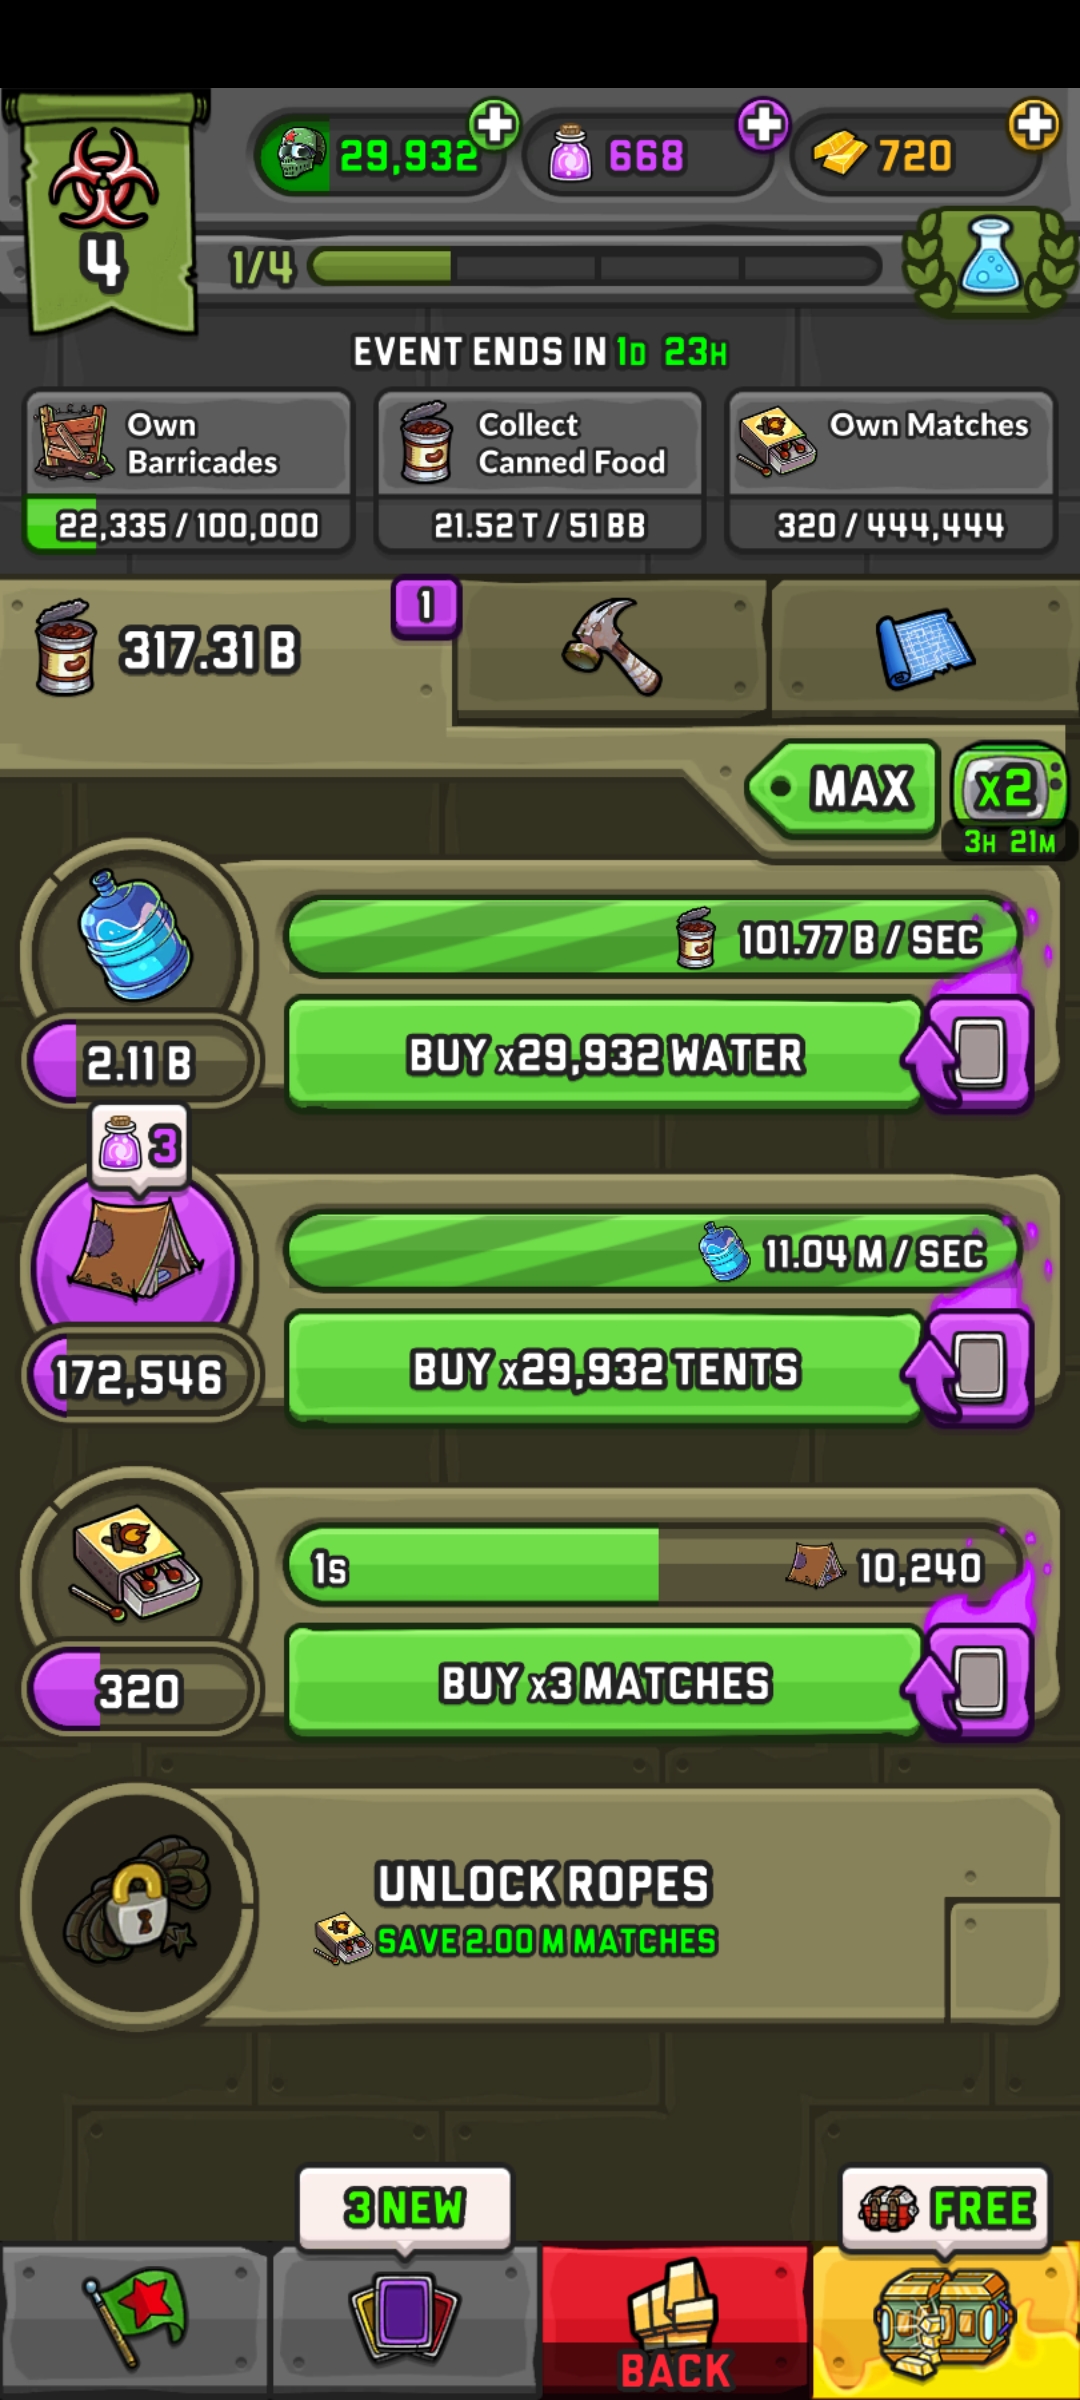 29,932
668
720
4
1/4
EVENT ENDS IN 1D 23H
Own
Barricades
22,335 / 100,000
Collect
Canned Food
21.52 T / 51 BB
Own Matches
320 / 444,444
317.31 B
1
MAX
x2
3H 21M
101.77 B / SEC
2.11 B
BUY x29,932 WATER
3
11.04 M / SEC
172,546
BUY x29,932 TENTS
1s
10,240
320
BUY x3 MATCHES
UNLOCK ROPES
SAVE 2.00 M MATCHES
3 NEW
FREE
BACK